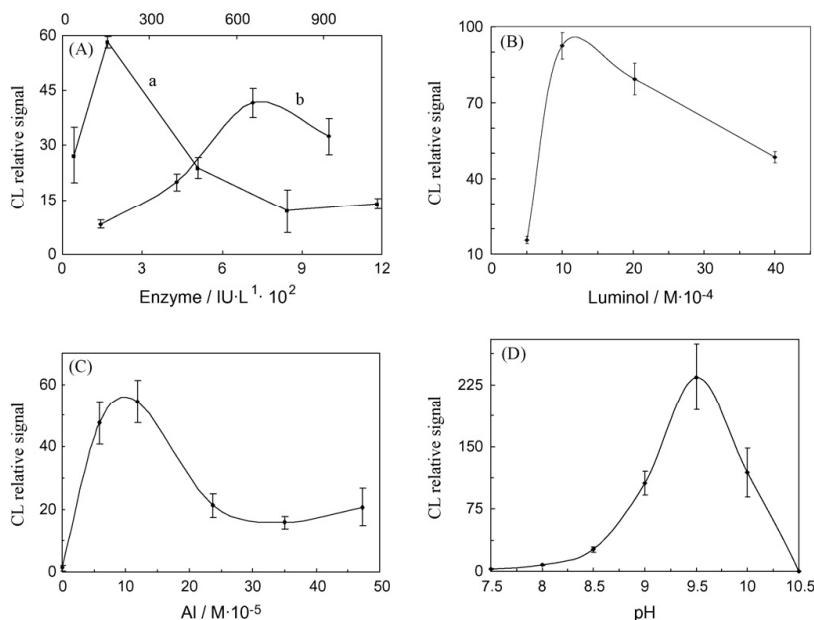 0 300 600 900
60
(A)
a
b
45
30
15
0
CL relative signal
0 3 6 9 12
Enzyme / IU·L¹· 10²
100
(B)
70
40
10
CL relative signal
0 10 20 30 40
Luminol / M·10-4
60
(C)
40
20
0
CL relative signal
0 10 20 30 40 50
Al / M·10-5
(D)
225
150
75
0
CL relative signal
7.5 8 8.5 9 9.5 10 10.5
pH